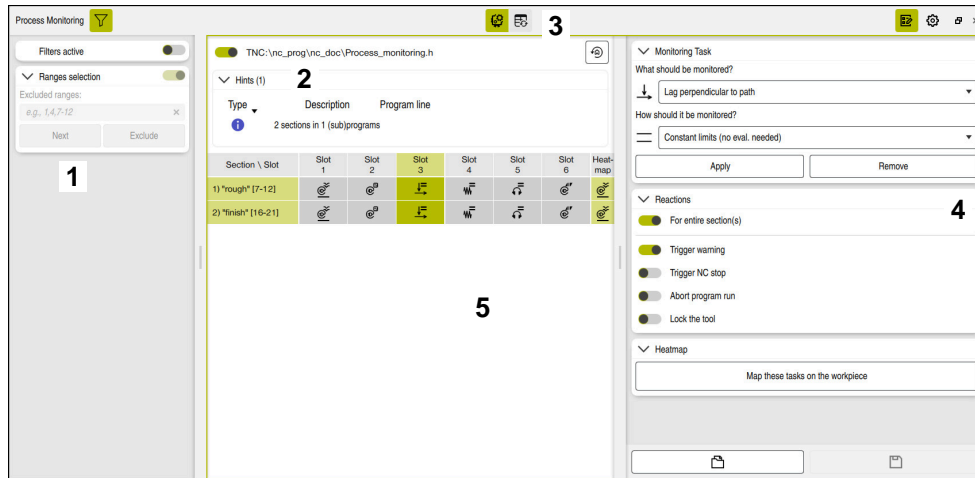 Process Monitoring
3
Filters active
Ranges selection
Excluded ranges:
e.g., 1,4,7-12
Next
Exclude
1
TNC:\nc_prog\nc_doc\Process_monitoring.h
Hints (1)
2
Type
Description
Program line
2 sections in 1 (sub)programs
Section \ Slot
Slot 1
Slot 2
Slot 3
Slot 4
Slot 5
Slot 6
Heat-
map
1) "rough" [7-12]
2) "finish" [16-21]
5
Monitoring Task
What should be monitored?
Lag perpendicular to path
How should it be monitored?
Constant limits (no eval. needed)
Apply
Remove
Reactions
4
For entire section(s)
Trigger warning
Trigger NC stop
Abort program run
Lock the tool
Heatmap
Map these tasks on the workpiece